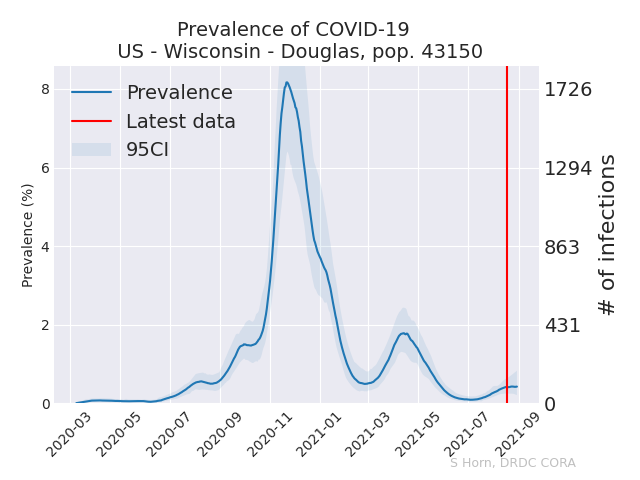 Prevalence of COVID-19
US - Wisconsin - Douglas, pop. 43150
Prevalence
Latest data
95CI
Prevalence (%)
8
6
4
2
0
1726
1294
863
431
0
# of infections
2020-03
2020-05
2020-07
2020-09
2020-11
2021-01
2021-03
2021-05
2021-07
2021-09
S Horn, DRDC CORA